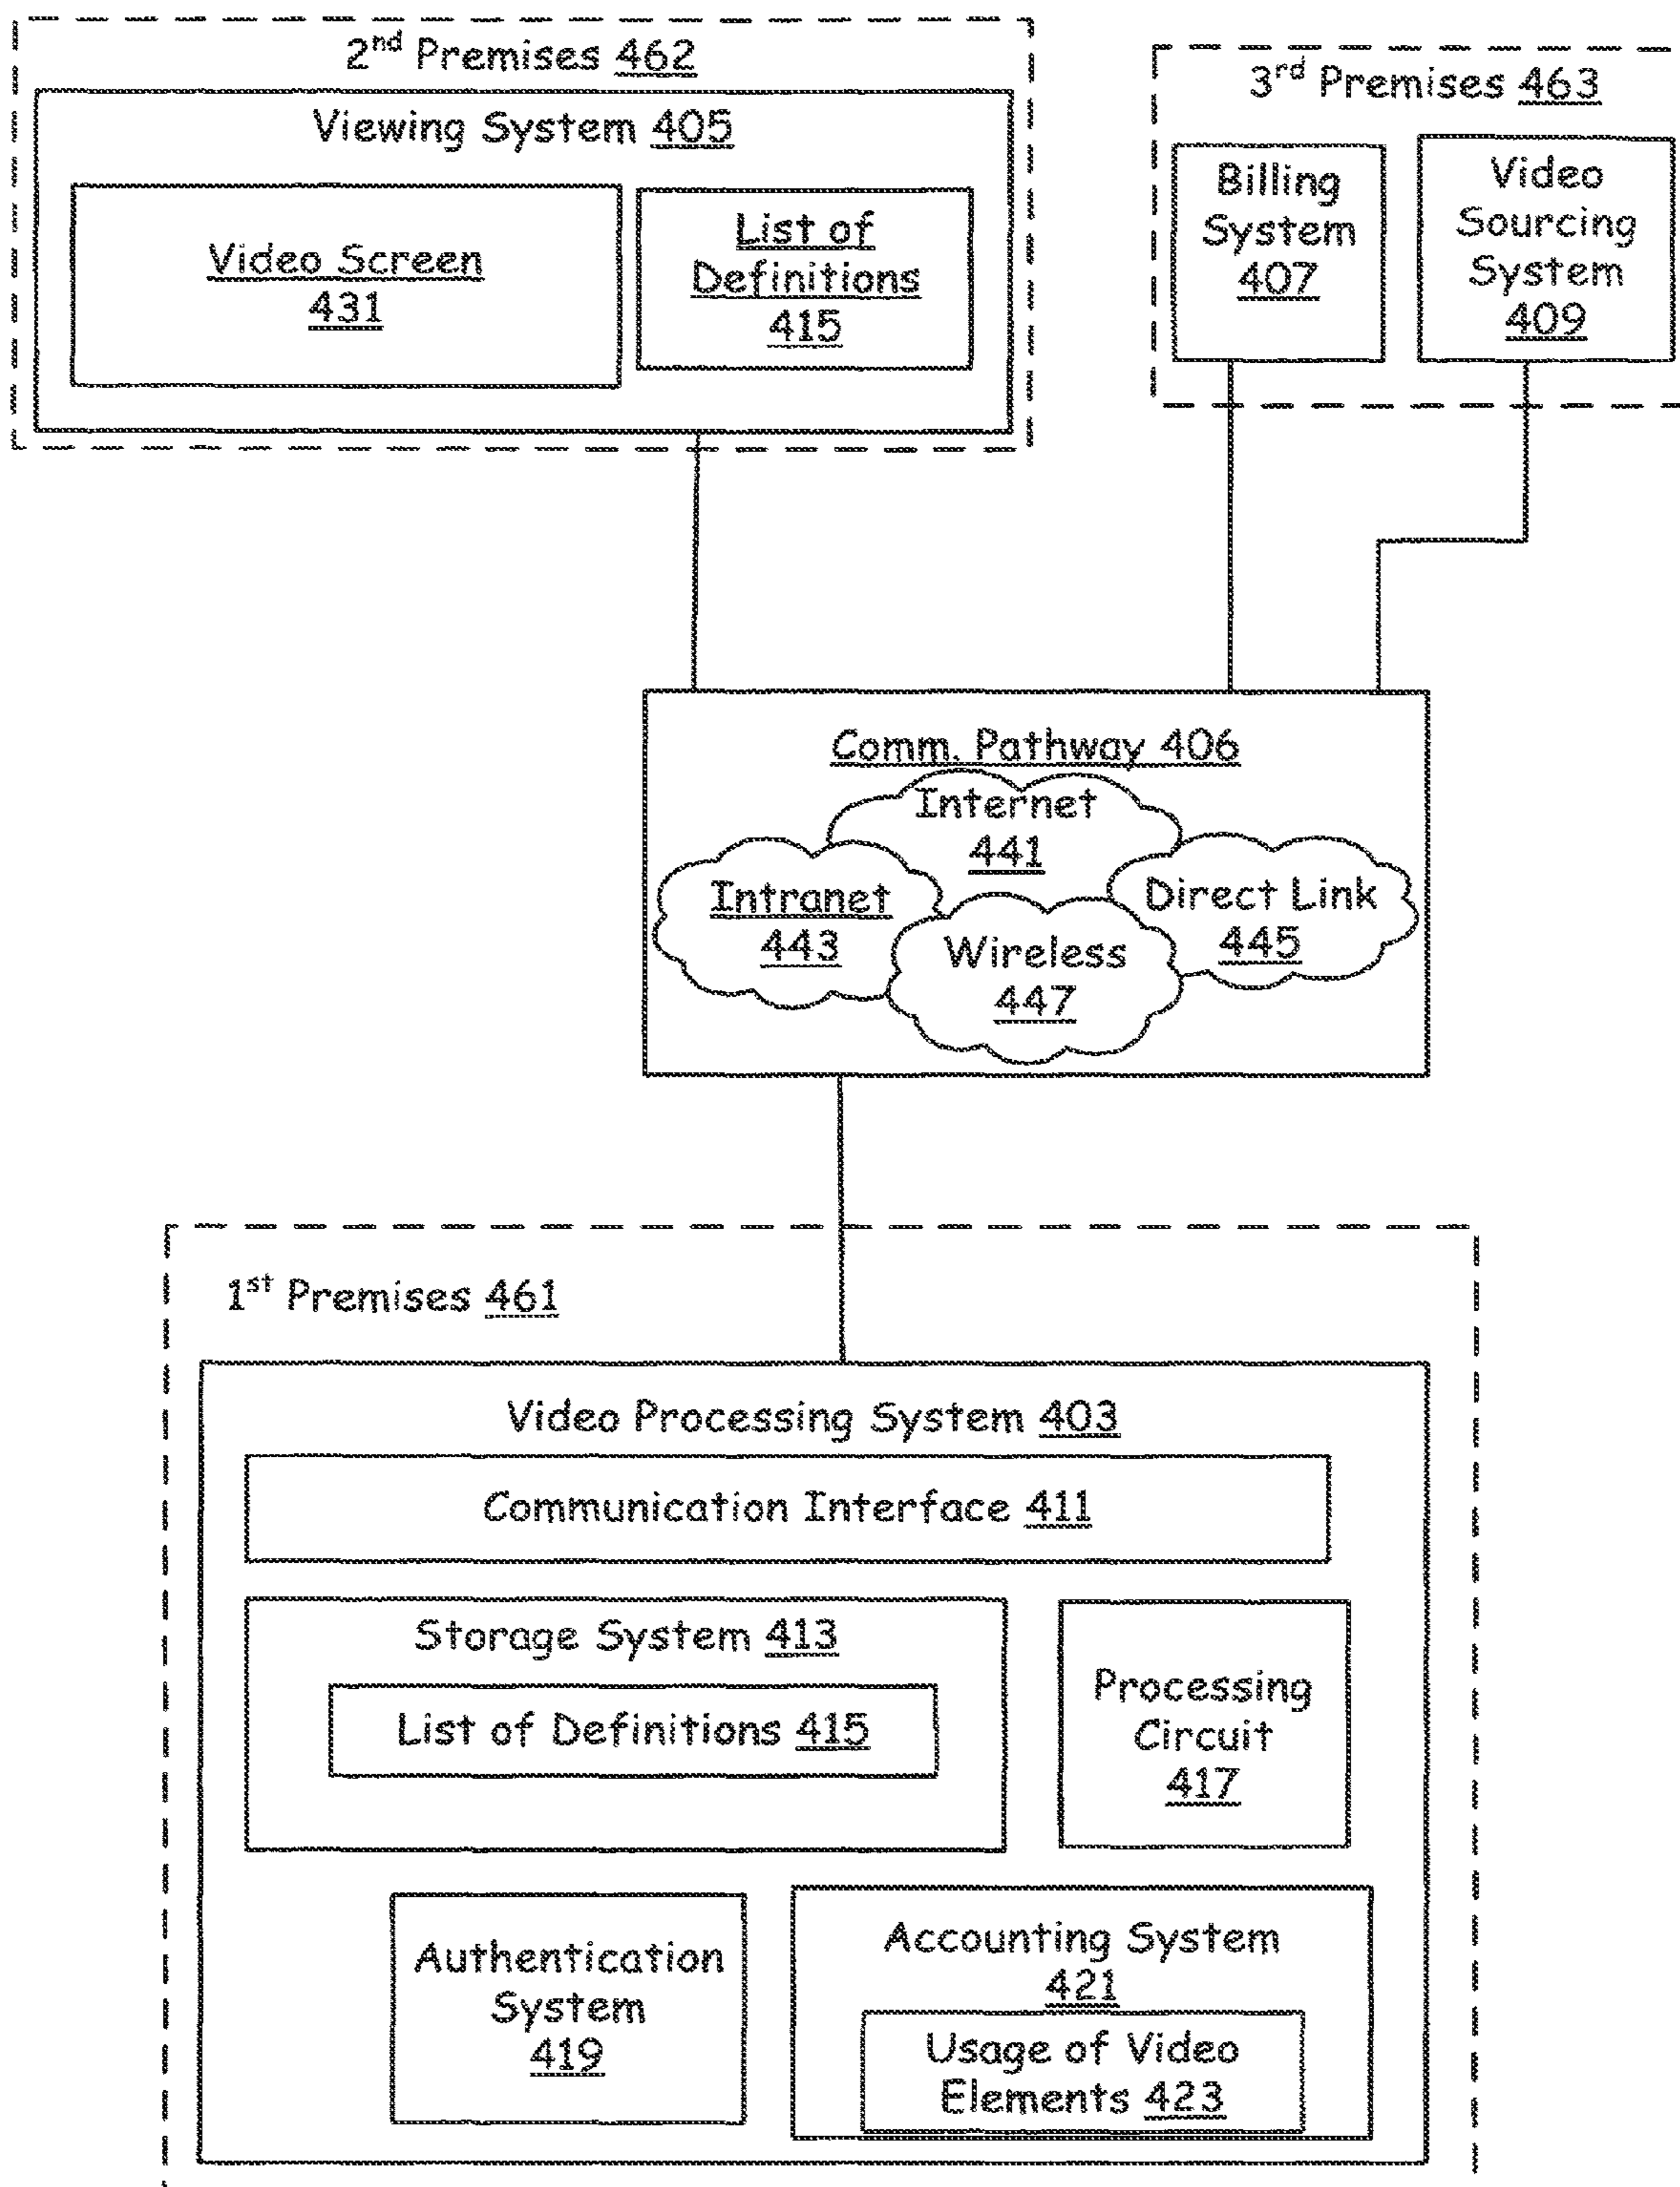 2nd Premises 462
Viewing System 405
Video Screen
431
List of
Definitions
415
3rd Premises 463
Billing
System
407
Video
Sourcing
System
409
Comm. Pathway 406
Internet
441
Intranet
443
Direct Link
445
Wireless
447
1st Premises 461
Video Processing System 403
Communication Interface 411
Storage System 413
List of Definitions 415
Processing
Circuit
417
Authentication
System
419
Accounting System
421
Usage of Video
Elements 423